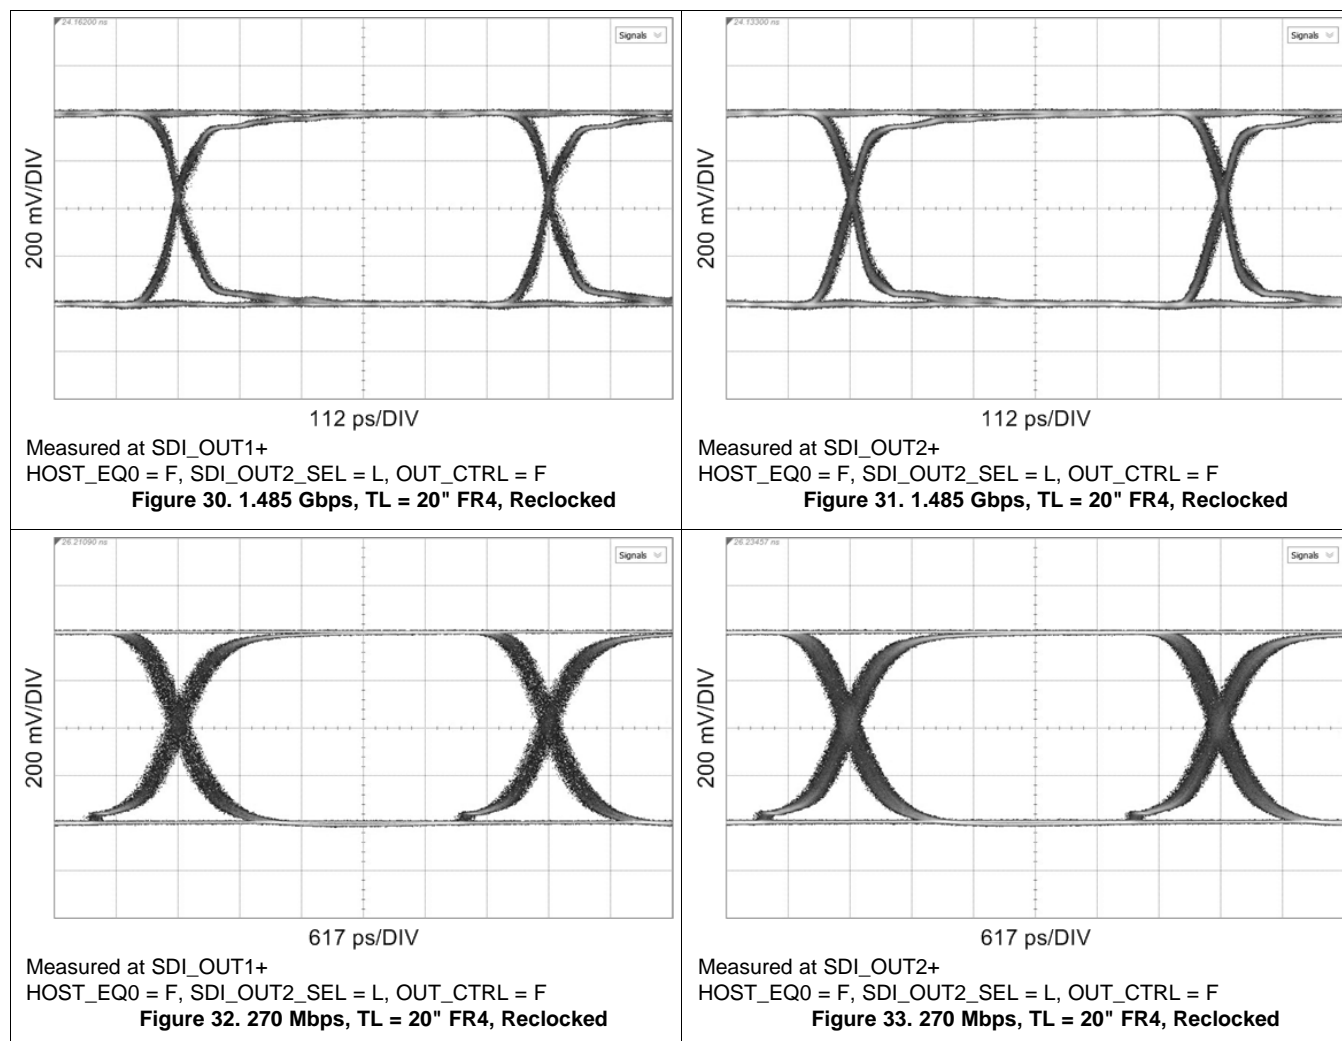 24.16200 ns
Signals
200 mV/DIV
112 ps/DIV
Measured at SDI_OUT1+
HOST_EQ0 = F, SDI_OUT2_SEL = L, OUT_CTRL = F
Figure 30. 1.485 Gbps, TL = 20" FR4, Reclocked
24.13300 ns
Signals
200 mV/DIV
112 ps/DIV
Measured at SDI_OUT2+
HOST_EQ0 = F, SDI_OUT2_SEL = L, OUT_CTRL = F
Figure 31. 1.485 Gbps, TL = 20" FR4, Reclocked
26.21090 ns
Signals
200 mV/DIV
617 ps/DIV
Measured at SDI_OUT1+
HOST_EQ0 = F, SDI_OUT2_SEL = L, OUT_CTRL = F
Figure 32. 270 Mbps, TL = 20" FR4, Reclocked
26.23457 ns
Signals
200 mV/DIV
617 ps/DIV
Measured at SDI_OUT2+
HOST_EQ0 = F, SDI_OUT2_SEL = L, OUT_CTRL = F
Figure 33. 270 Mbps, TL = 20" FR4, Reclocked